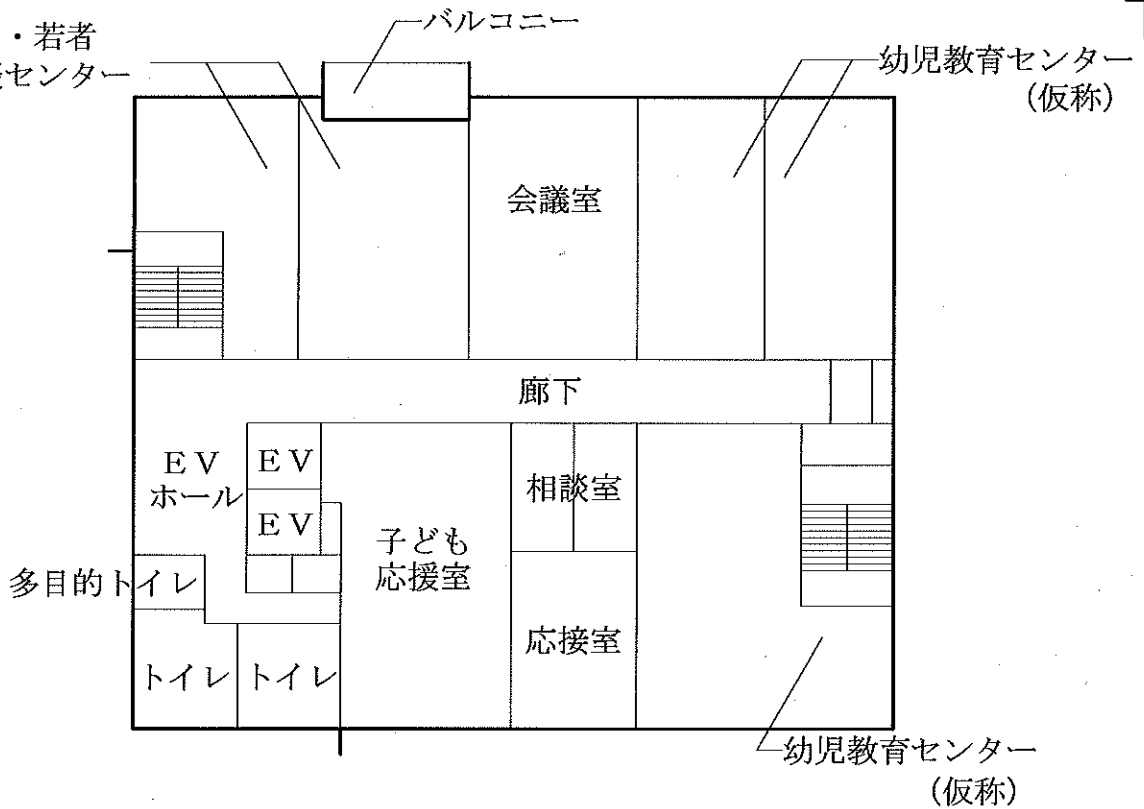 ・若者
センター
バルコニー
幼児教育センター
(仮称)
会議室
廊下
ＥＶ
ホール
ＥＶ
ＥＶ
相談室
子ども
応援室
多目的トイレ
応接室
トイレ
トイレ
幼児教育センター
(仮称)